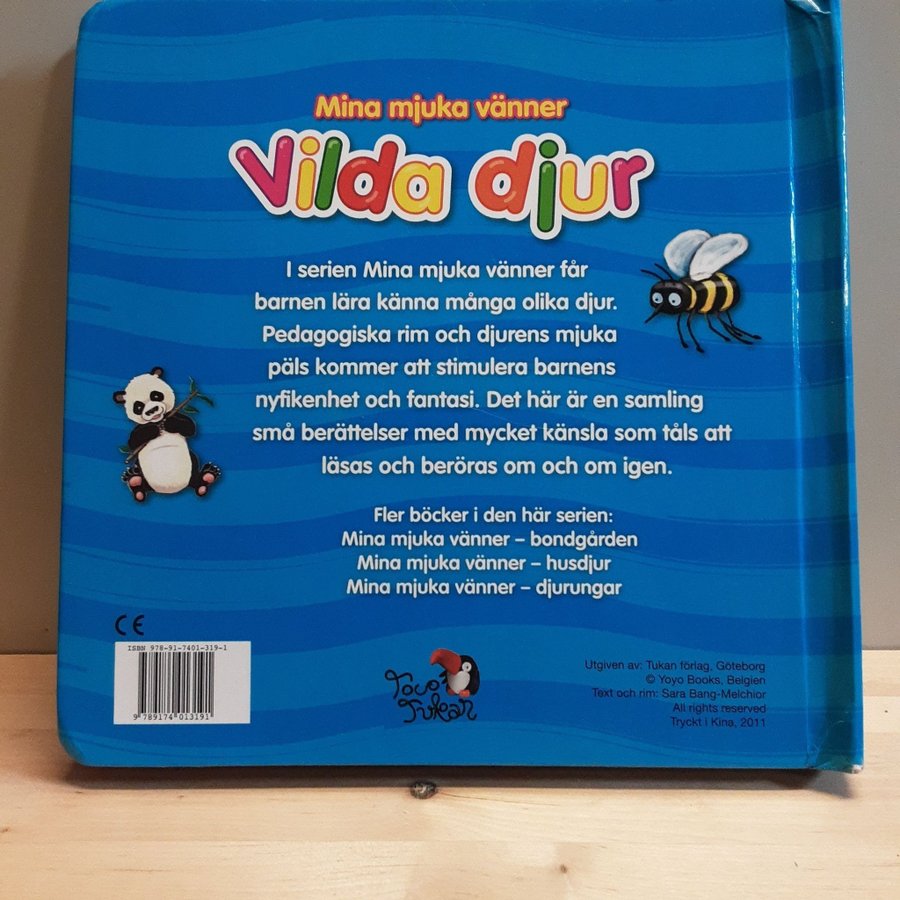 Mina mjuka vänner
Vilda djur
I serien Mina mjuka vänner får
barnen lära känna många olika djur.
Pedagogiska rim och djurens mjuka
päls kommer att stimulera barnens
nyfikenhet och fantasi. Det här är en samling
små berättelser med mycket känsla som tåls att
läsas och beröras om och om igen.
Fler böcker i den här serien:
Mina mjuka vänner – bondgården
Mina mjuka vänner – husdjur
Mina mjuka vänner – djurungar
CE
ISBN 978-91-7401-319-1
9 789174 013191
Toco
Tukan
Utgiven av: Tukan förlag, Göteborg
© Yoyo Books, Belgien
Text och rim: Sara Bang-Melchior
All rights reserved
Tryckt i Kina, 2011